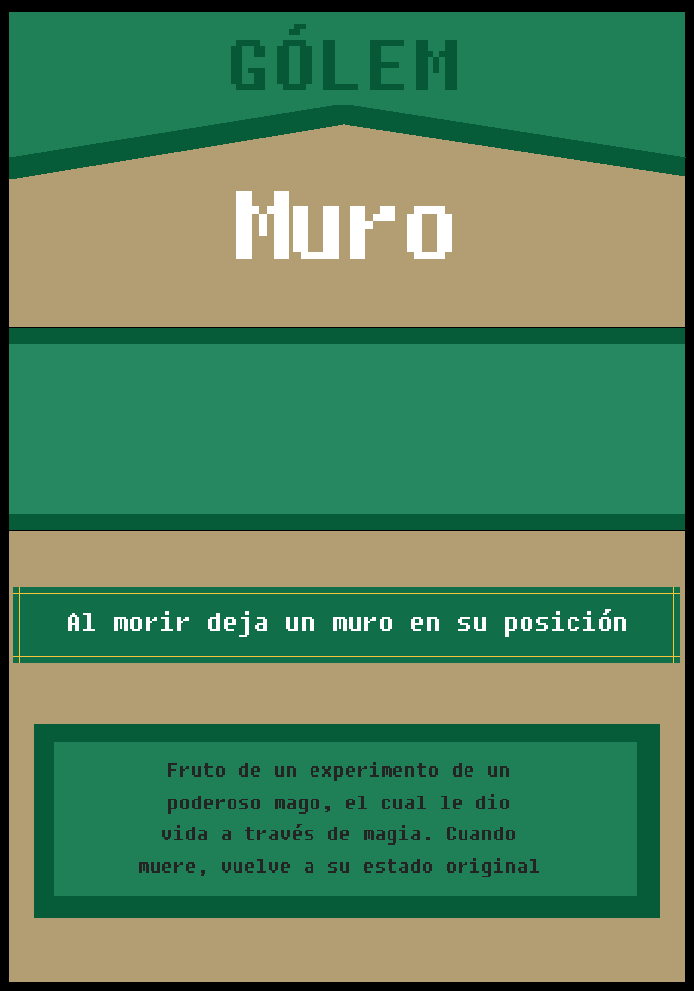 GÓLEM
Muro
Al morir deja un muro en su posición
Fruto de un experimento de un
poderoso mago, el cual le dio
vida a través de magia. Cuando
muere, vuelve a su estado original